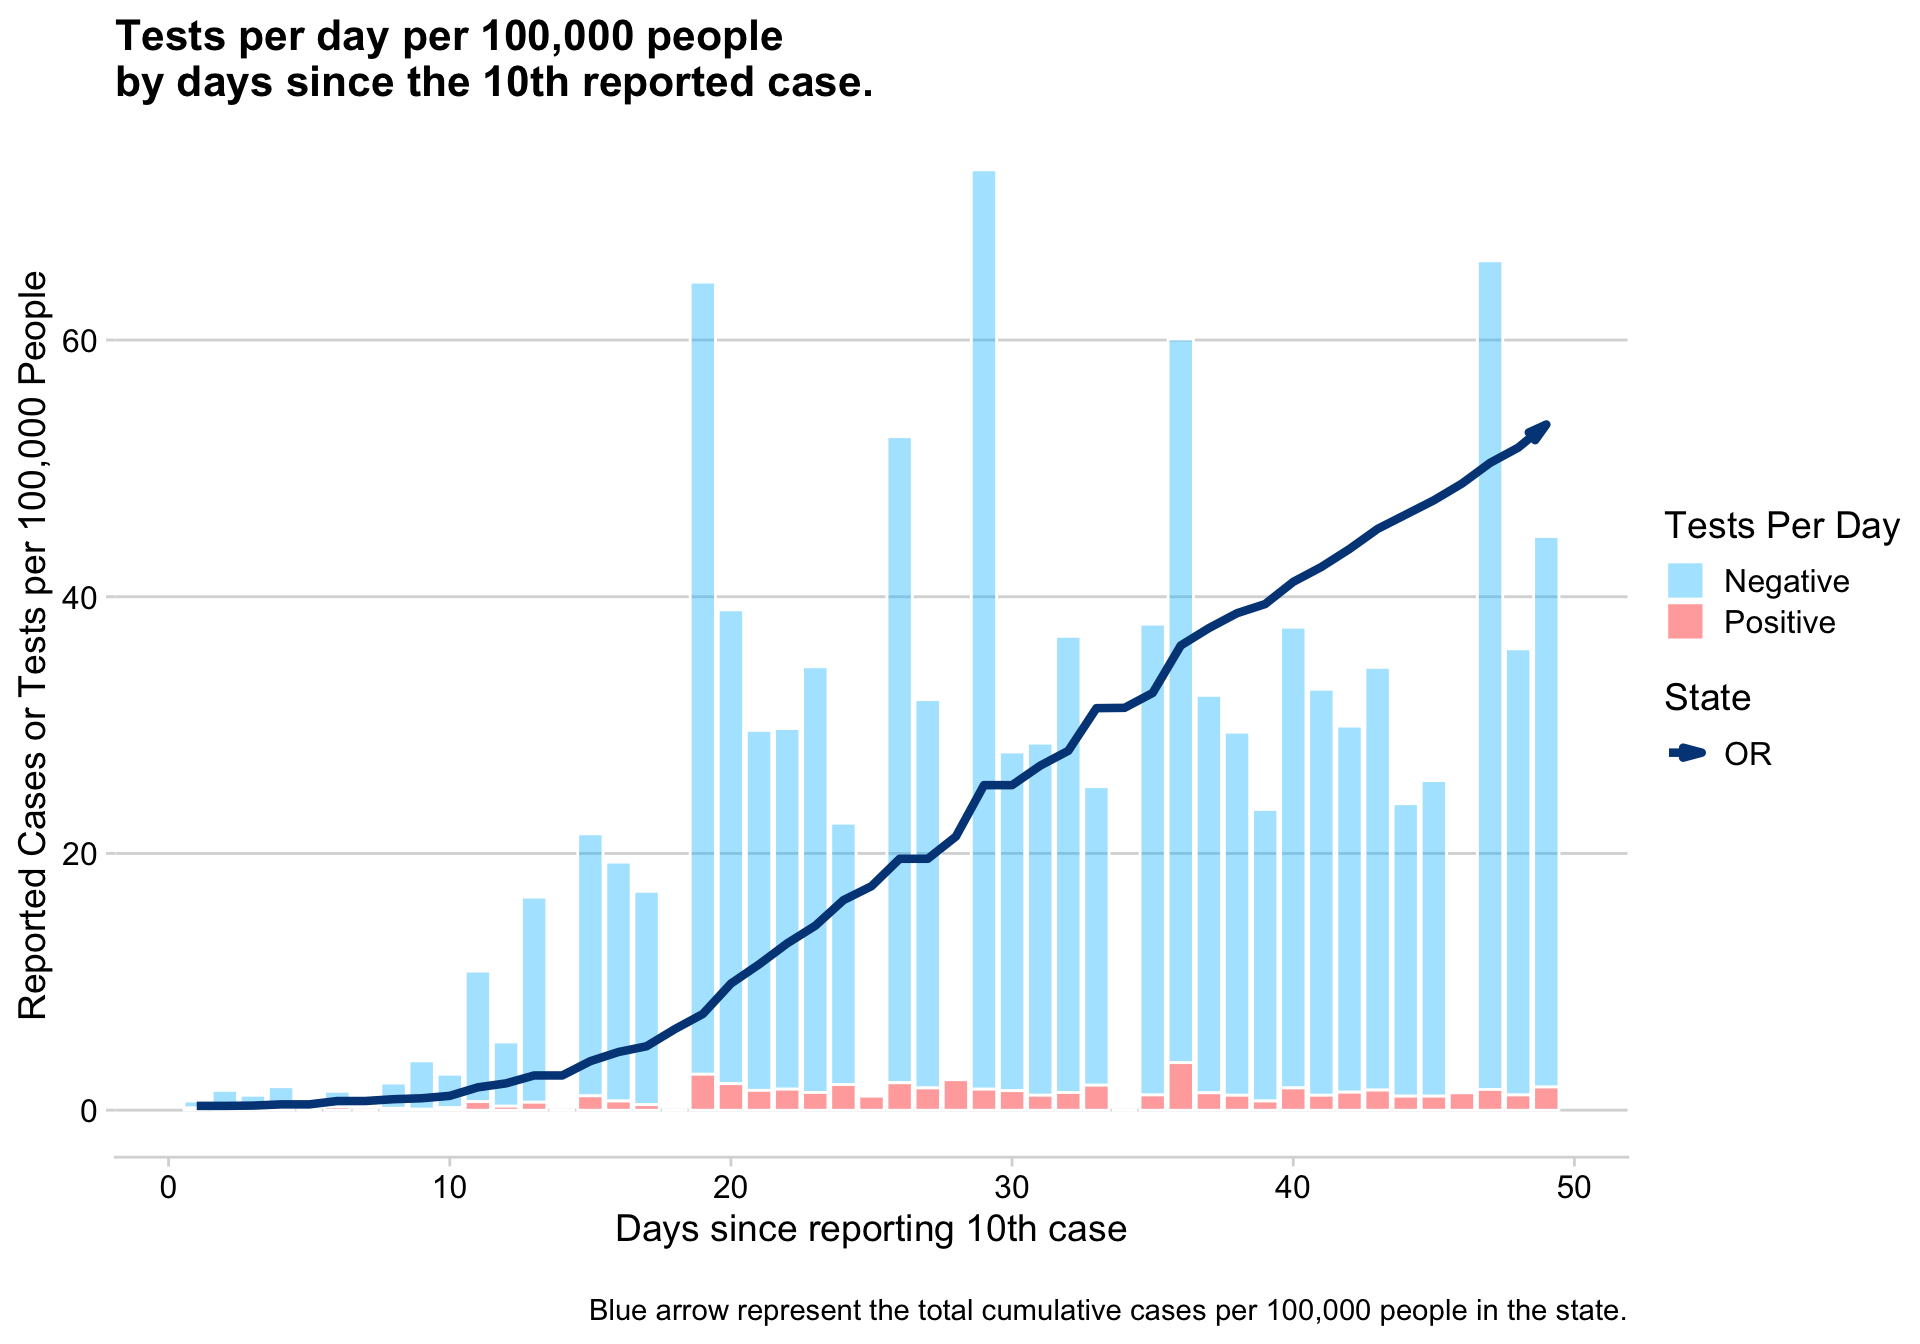 Tests per day per 100,000 people
by days since the 10th reported case.
Reported Cases or Tests per 100,000 People
60
40
20
0
0 10 20 30 40 50
Days since reporting 10th case
Tests Per Day
Negative
Positive
State
OR
Blue arrow represent the total cumulative cases per 100,000 people in the state.